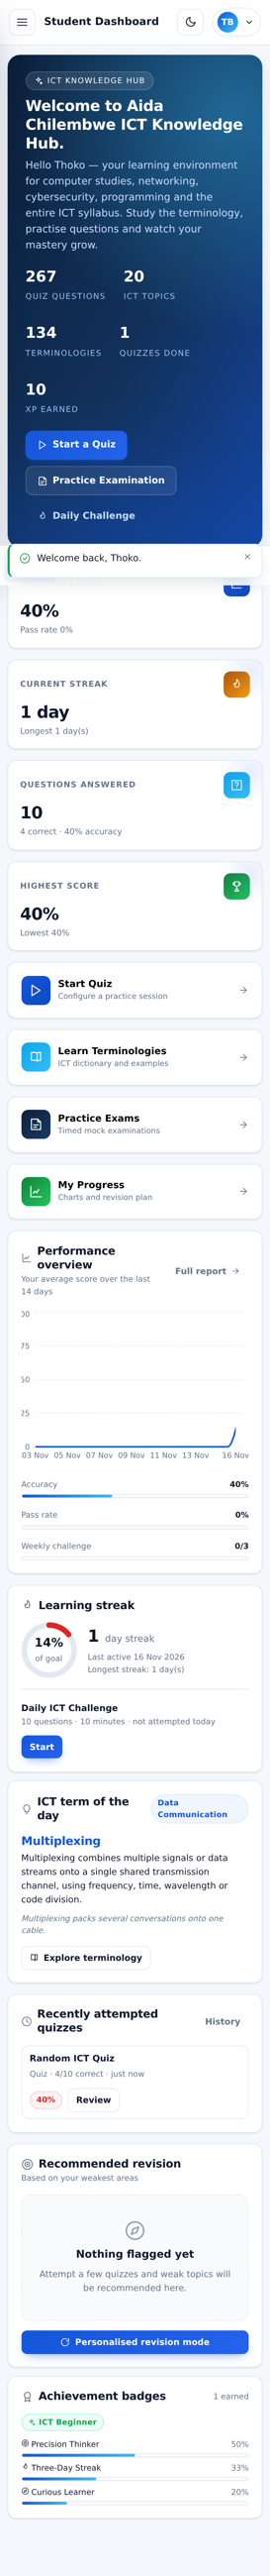 Student Dashboard
TB
ICT KNOWLEDGE HUB
Welcome to Aida
Chilembwe ICT Knowledge
Hub.
Hello Thoko — your learning environment
for computer studies, networking,
cybersecurity, programming and the
entire ICT syllabus. Study the terminology,
practise questions and watch your
mastery grow.
267
20
QUIZ QUESTIONS
ICT TOPICS
134
1
TERMINOLOGIES
QUIZZES DONE
10
XP EARNED
Start a Quiz
Practice Examination
Daily Challenge
Welcome back, Thoko.
40%
Pass rate 0%
CURRENT STREAK
1 day
Longest 1 day(s)
QUESTIONS ANSWERED
10
4 correct · 40% accuracy
HIGHEST SCORE
40%
Lowest 40%
Start Quiz
Configure a practice session
Learn Terminologies
ICT dictionary and examples
Practice Exams
Timed mock examinations
My Progress
Charts and revision plan
Performance
overview
Full report
Your average score over the last
14 days
00
75
50
25
0
03 Nov 05 Nov 07 Nov 09 Nov 11 Nov 13 Nov 16 Nov
Accuracy 40%
Pass rate 0%
Weekly challenge 0/3
Learning streak
14%
of goal
1 day streak
Last active 16 Nov 2026
Longest streak: 1 day(s)
Daily ICT Challenge
10 questions · 10 minutes · not attempted today
Start
ICT term of the
day
Data
Communication
Multiplexing
Multiplexing combines multiple signals or data
streams onto a single shared transmission
channel, using frequency, time, wavelength or
code division.
Multiplexing packs several conversations onto one
cable.
Explore terminology
Recently attempted
quizzes
History
Random ICT Quiz
Quiz · 4/10 correct · just now
40%
Review
Recommended revision
Based on your weakest areas
Nothing flagged yet
Attempt a few quizzes and weak topics will
be recommended here.
Personalised revision mode
Achievement badges
1 earned
ICT Beginner
Precision Thinker 50%
Three-Day Streak 33%
Curious Learner 20%